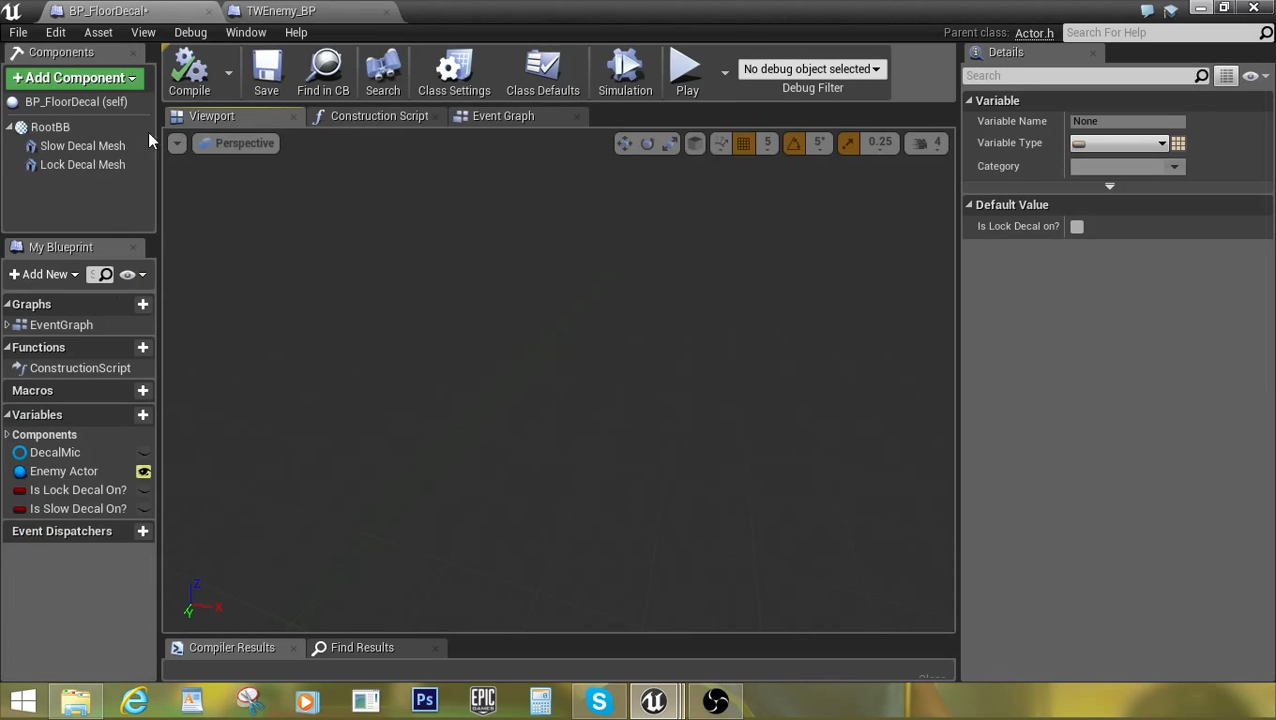 BP_FloorDecal*
TWEnemy_BP
File
Edit
Asset
View
Debug
Window
Help
Parent class: Actor.h
Search For Help
Components
+Add Component
BP_FloorDecal (self)
RootBB
Slow Decal Mesh
Lock Decal Mesh
Compile
Save
Find in CB
Search
Class Settings
Class Defaults
Simulation
Play
No debug object selected
Debug Filter
Viewport
Construction Script
Event Graph
Perspective
5
5°
0.25
4
My Blueprint
+Add New
S
Graphs
EventGraph
Functions
ConstructionScript
Macros
Variables
Components
DecalMic
Enemy Actor
Is Lock Decal On?
Is Slow Decal On?
Event Dispatchers
Z
X
Y
Compiler Results
Find Results
Details
Search
Variable
Variable Name
None
Variable Type
Category
Default Value
Is Lock Decal on?
Ps
EPIC
GAMES